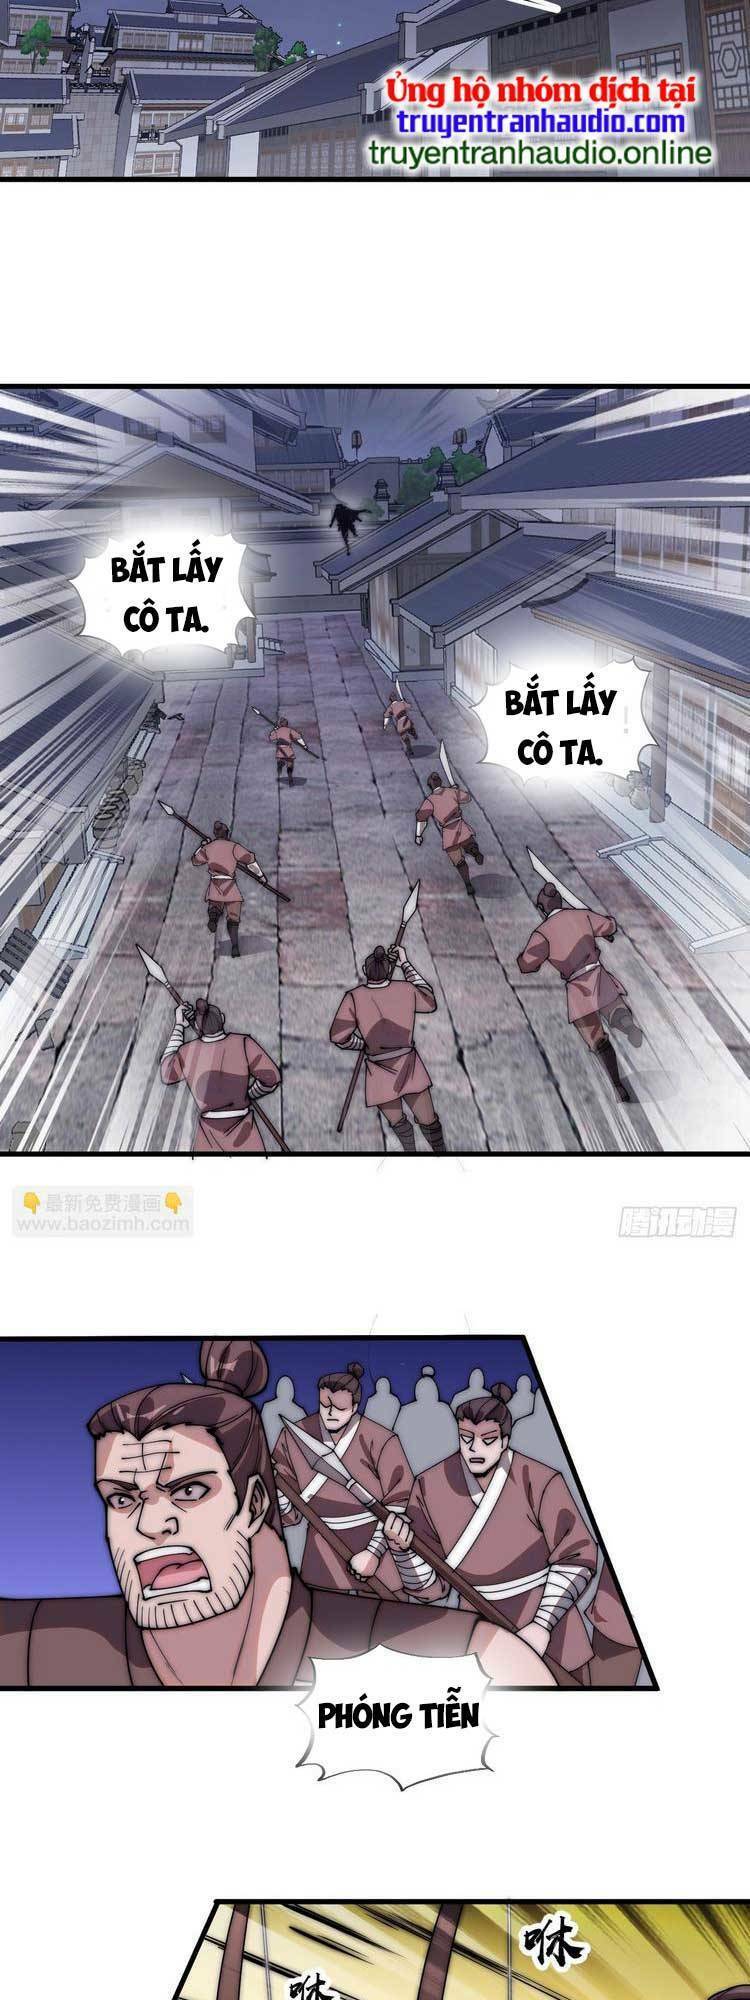 Ủng hộ nhóm dịch tại
truyentranhaudio.com
truyentranhaudio.online
BẮT LẤY
CÔ TA.
BẮT LẤY
CÔ TA.
最新免费漫画
www.baozimh.com
腾讯动漫
PHÓNG TIỄN
咻
咻